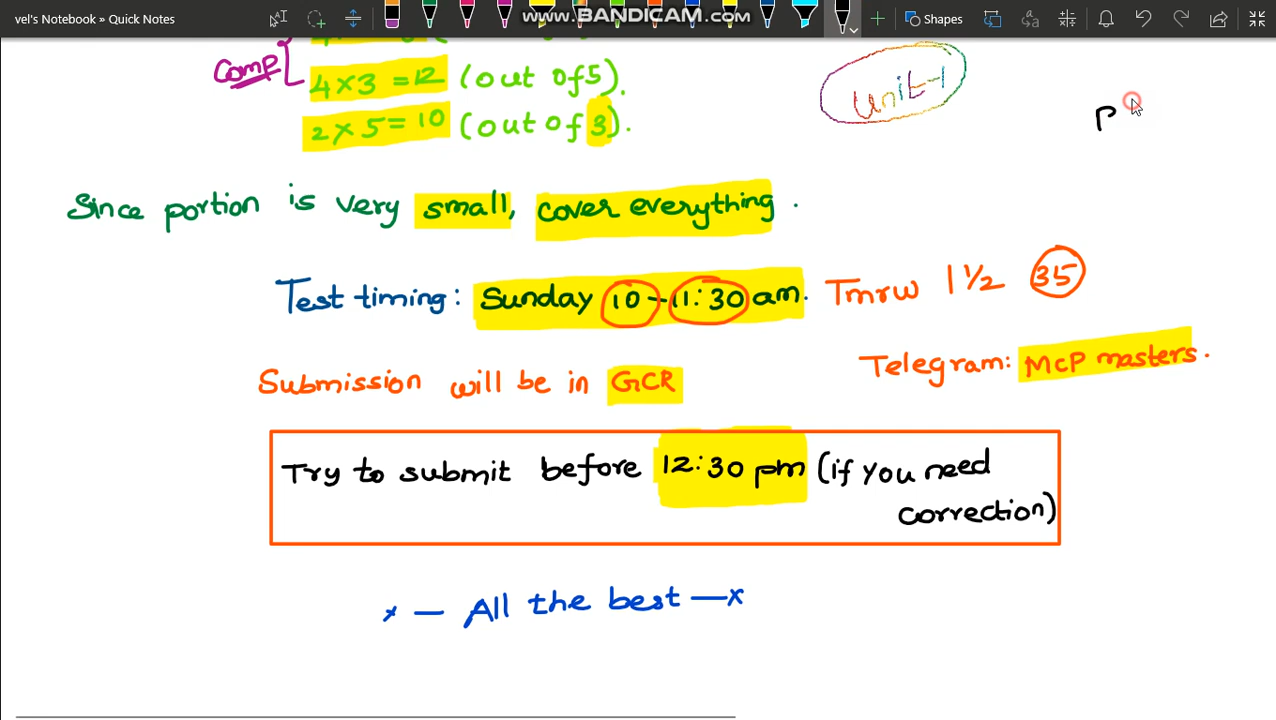 vel's Notebook » Quick Notes
www.BANDICAM.com
Shapes
Comp
4 x 3 = 12 (out of 5).
2 x 5 = 10 (out of 3).
Unit-1
P
Since portion is very small, cover everything.
Test timing: Sunday 10 - 11:30 am. Tmrw 1 1/2 35
Submission will be in GCR
Telegram: MCP masters.
Try to submit before 12:30 pm (if you need
correction)
x — All the best — x